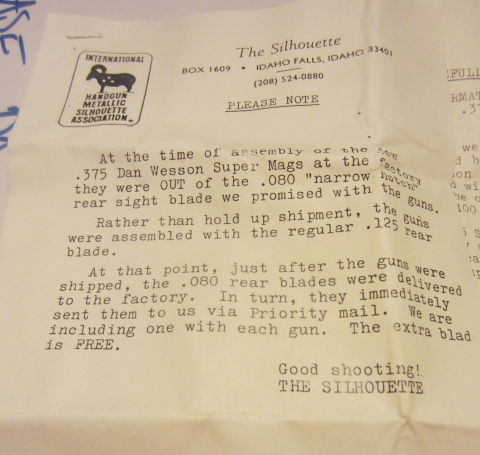 INTERNATIONAL
HANDGUN
METALLIC
SILHOUETTE
ASSOCIATION
The Silhouette
BOX 1609 • IDAHO FALLS, IDAHO 83401
(208) 524-0880
PLEASE NOTE
At the time of assembly of the new
.375 Dan Wesson Super Mags at the factory
they were OUT of the .080 "narrow notch"
rear sight blade we promised with the guns.
Rather than hold up shipment, the guns
were assembled with the regular .125 rear
blade.
At that point, just after the guns were
shipped, the .080 rear blades were delivered
to the factory. In turn, they immediately
sent them to us via Priority mail. We are
including one with each gun. The extra blad
is FREE.
Good shooting!
THE SILHOUETTE